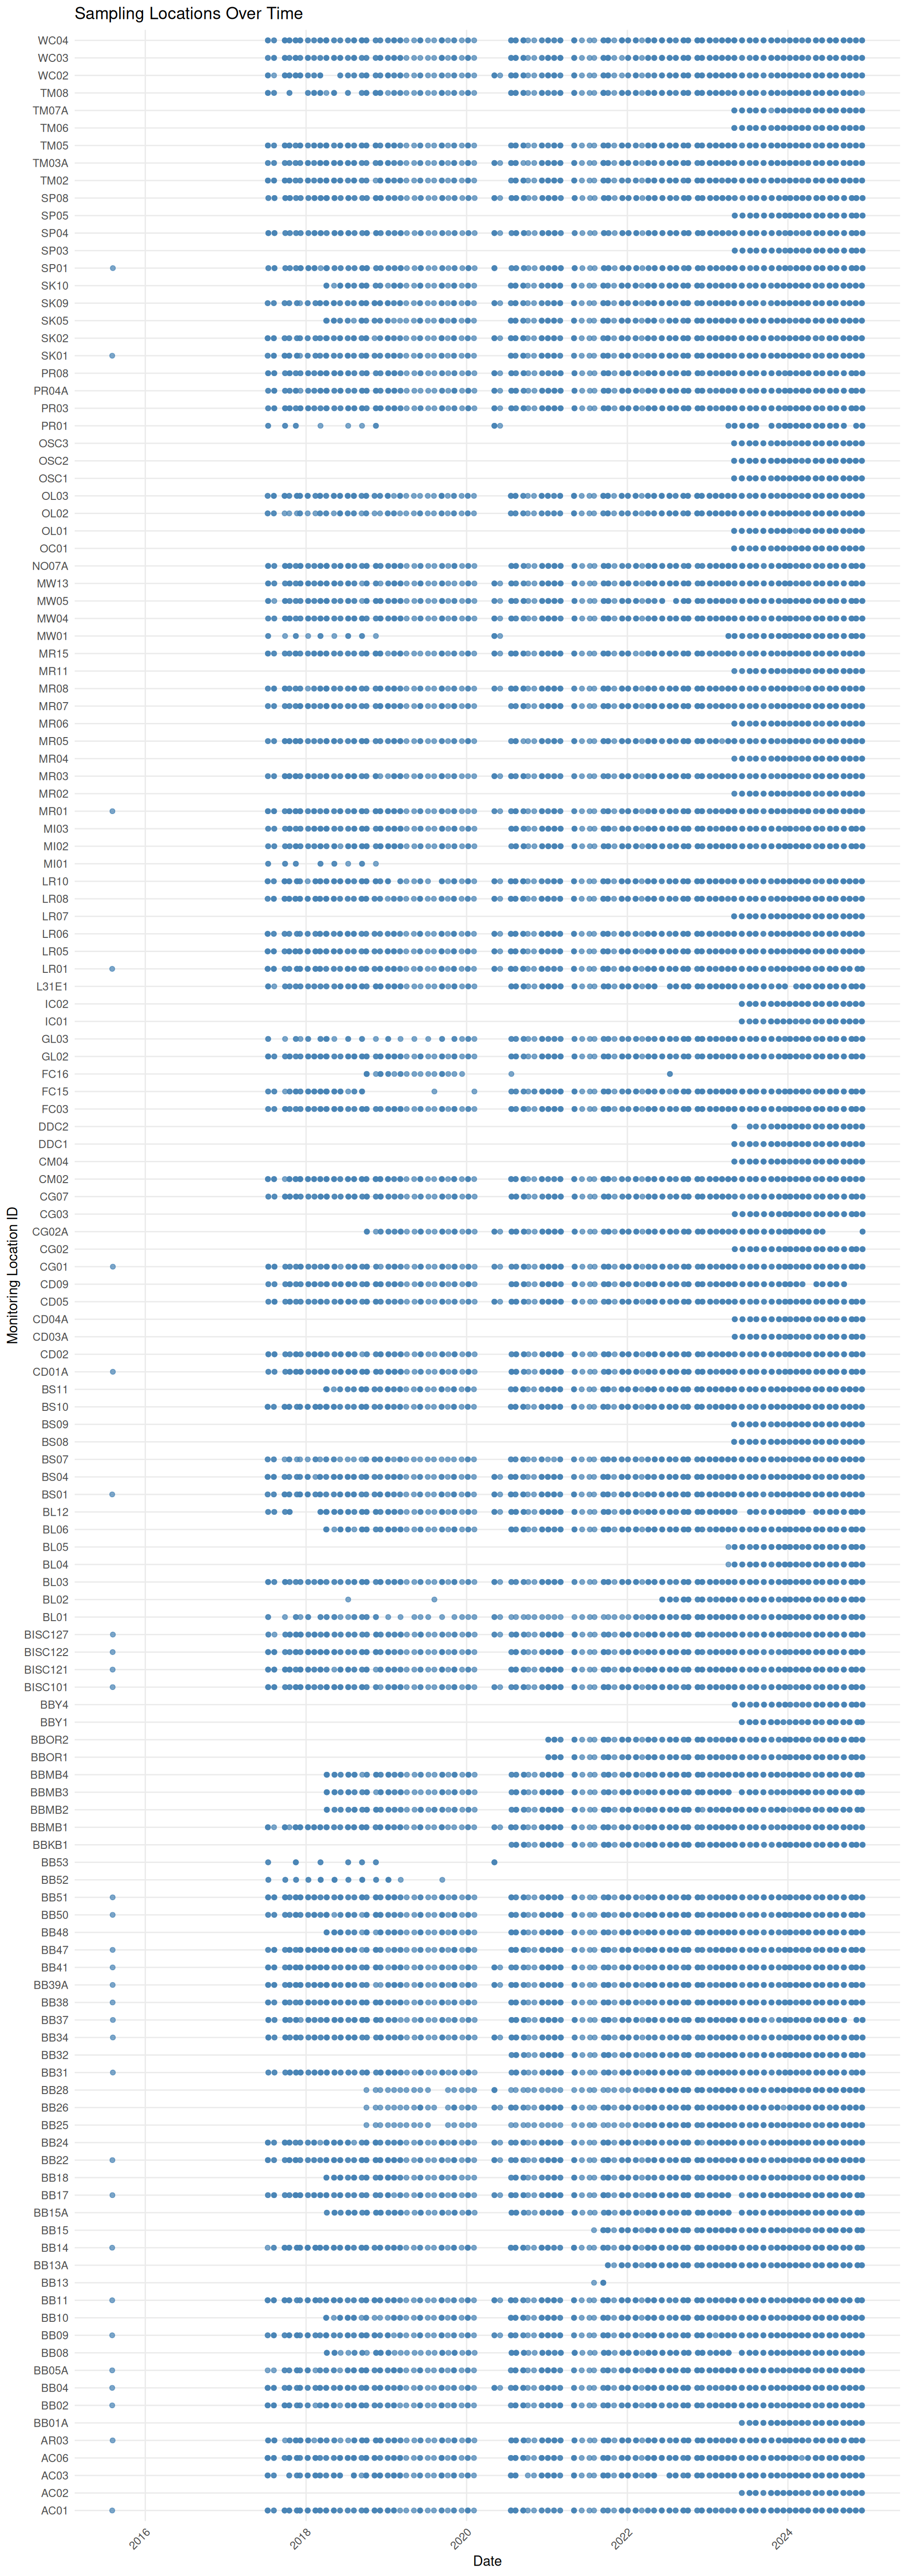 Sampling Locations Over Time
WC04
WC03
WC02
TM08
TM07A
TM06
TM05
TM03A
TM02
SP08
SP05
SP04
SP03
SP01
SK10
SK09
SK05
SK02
SK01
PR08
PR04A
PR03
PR01
OSC3
OSC2
OSC1
OL03
OL02
OL01
OC01
NO07A
MW13
MW05
MW04
MW01
MR15
MR11
MR08
MR07
MR06
MR05
MR04
MR03
MR02
MR01
MI03
MI02
MI01
LR10
LR08
LR07
LR06
LR05
LR01
L31E1
IC02
IC01
GL03
GL02
FC16
FC15
FC03
DDC2
DDC1
CM04
CM02
CG07
CG03
CG02A
CG02
CG01
CD09
CD05
CD04A
CD03A
CD02
CD01A
BS11
BS10
BS09
BS08
BS07
BS04
BS01
BL12
BL06
BL05
BL04
BL03
BL02
BL01
BISC127
BISC122
BISC121
BISC101
BBY4
BBY1
BBOR2
BBOR1
BBMB4
BBMB3
BBMB2
BBMB1
BBKB1
BB53
BB52
BB51
BB50
BB48
BB47
BB41
BB39A
BB38
BB37
BB34
BB32
BB31
BB28
BB26
BB25
BB24
BB22
BB18
BB17
BB15A
BB15
BB14
BB13A
BB13
BB11
BB10
BB09
BB08
BB05A
BB04
BB02
BB01A
AR03
AC06
AC03
AC02
AC01
Monitoring Location ID
2016
2018
2020
2022
2024
Date